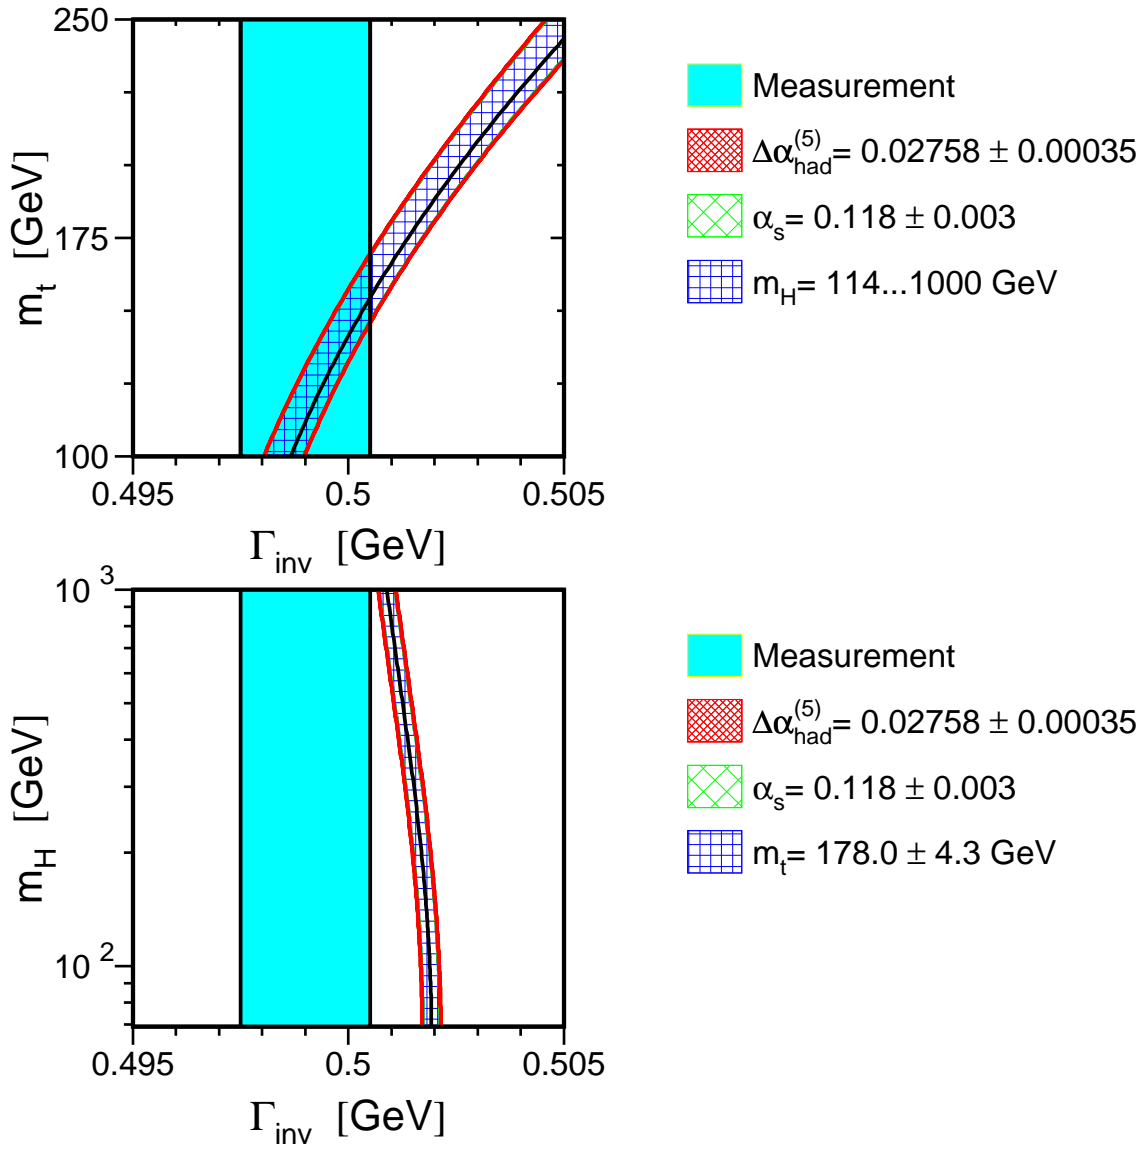 250
175
100
m_t [GeV]
0.495 0.5 0.505
Γ_inv [GeV]
Measurement
Δα_had^(5)= 0.02758 ± 0.00035
α_s= 0.118 ± 0.003
m_H= 114...1000 GeV
10^3
10^2
m_H [GeV]
0.495 0.5 0.505
Γ_inv [GeV]
Measurement
Δα_had^(5)= 0.02758 ± 0.00035
α_s= 0.118 ± 0.003
m_t= 178.0 ± 4.3 GeV